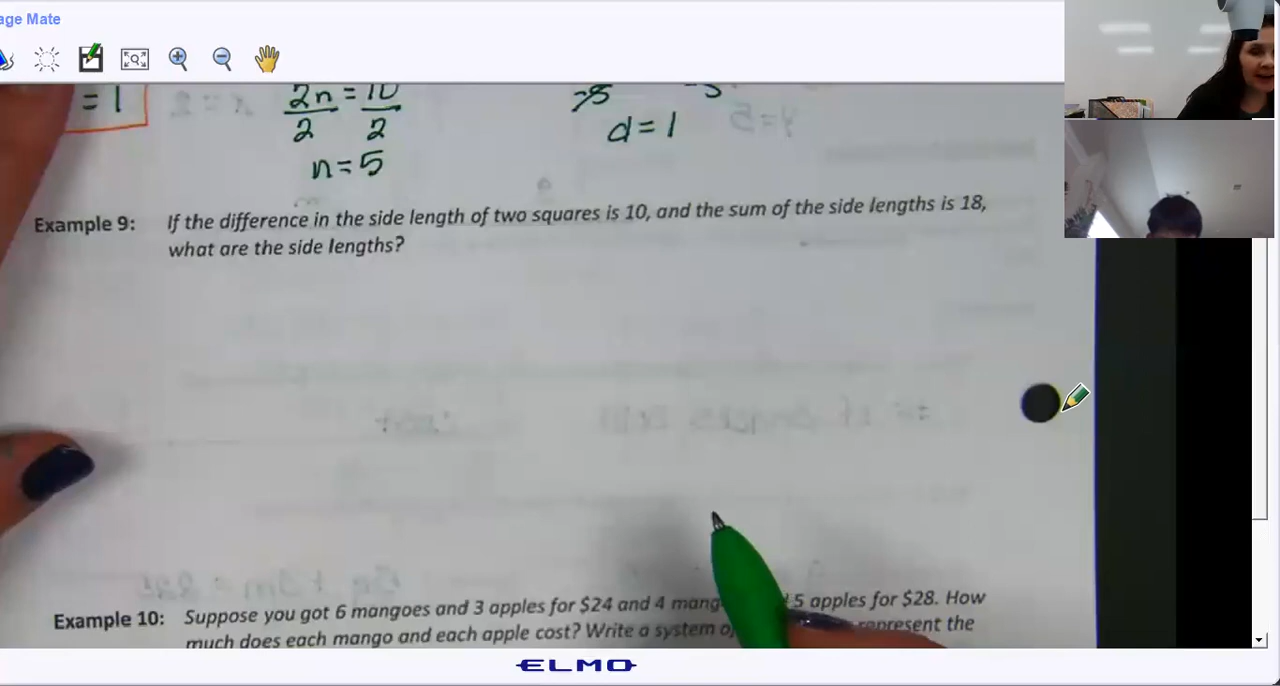 age Mate
= 1
2n = 10
2 2
n = 5
-5 -5
d = 1
Example 9: If the difference in the side length of two squares is 10, and the sum of the side lengths is 18,
what are the side lengths?
Example 10: Suppose you got 6 mangoes and 3 apples for $24 and 4 5 apples for $28. How
much does each mango and each apple cost? Write a system represent the
ELMO